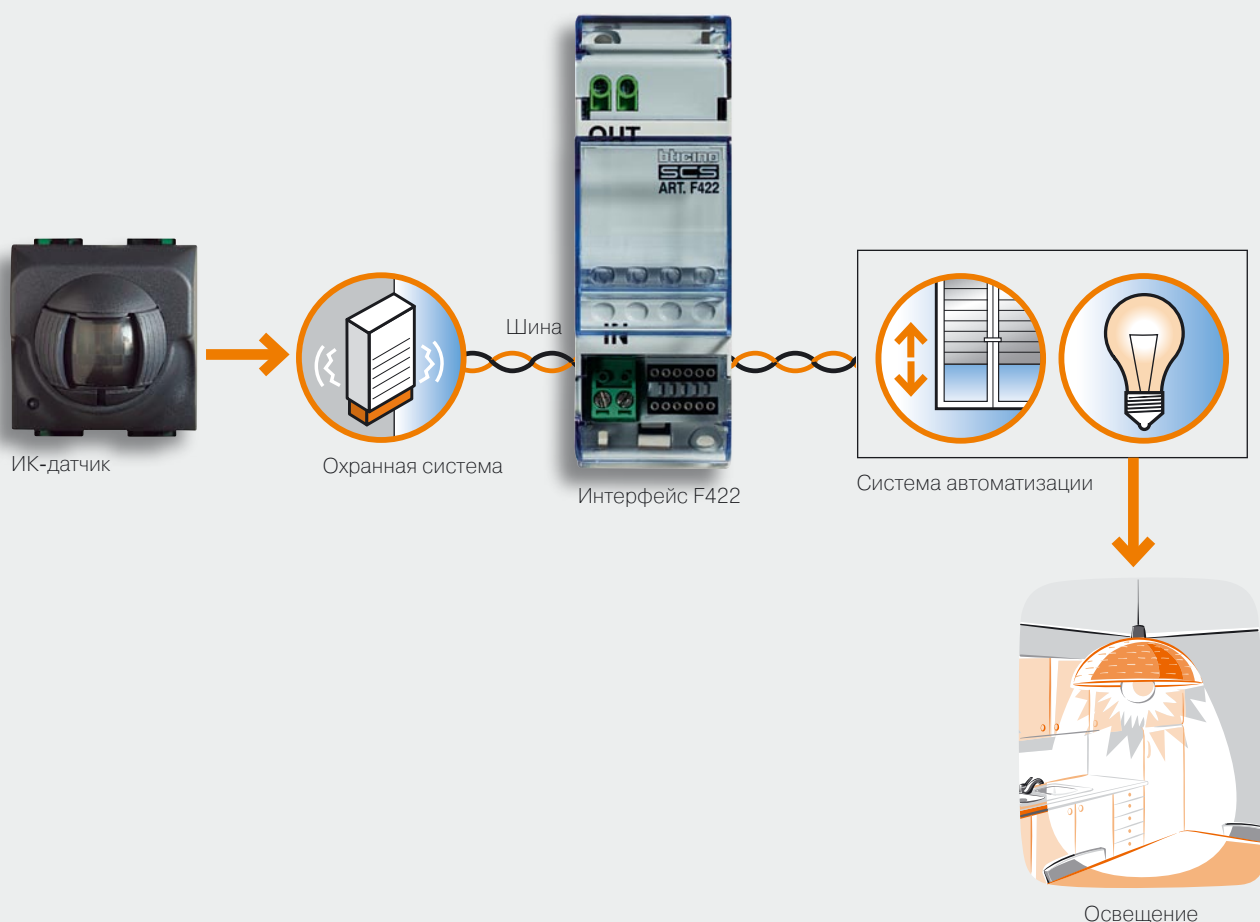 OUT
bticino
SCS
ART. F422
IN
Шина
ИК-датчик
Охранная система
Интерфейс F422
Система автоматизации
Освещение